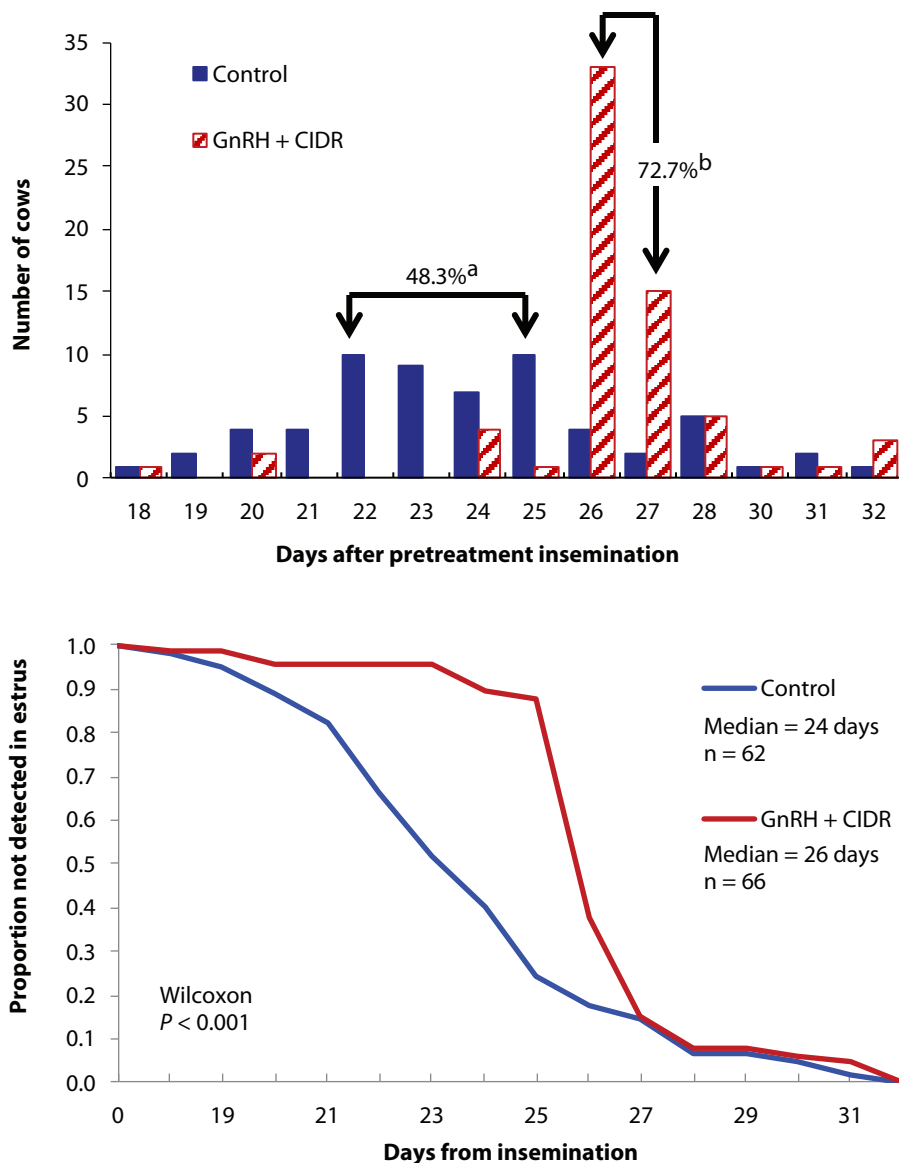 35
30
25
20
15
10
5
0
Number of cows
Control
GnRH + CIDR
48.3%a
72.7%b
18 19 20 21 22 23 24 25 26 27 28 30 31 32
Days after pretreatment insemination
1.0
0.9
0.8
0.7
0.6
0.5
0.4
0.3
0.2
0.1
0.0
Proportion not detected in estrus
Control
Median = 24 days
n = 62
GnRH + CIDR
Median = 26 days
n = 66
Wilcoxon
P < 0.001
0 19 21 23 25 27 29 31
Days from insemination